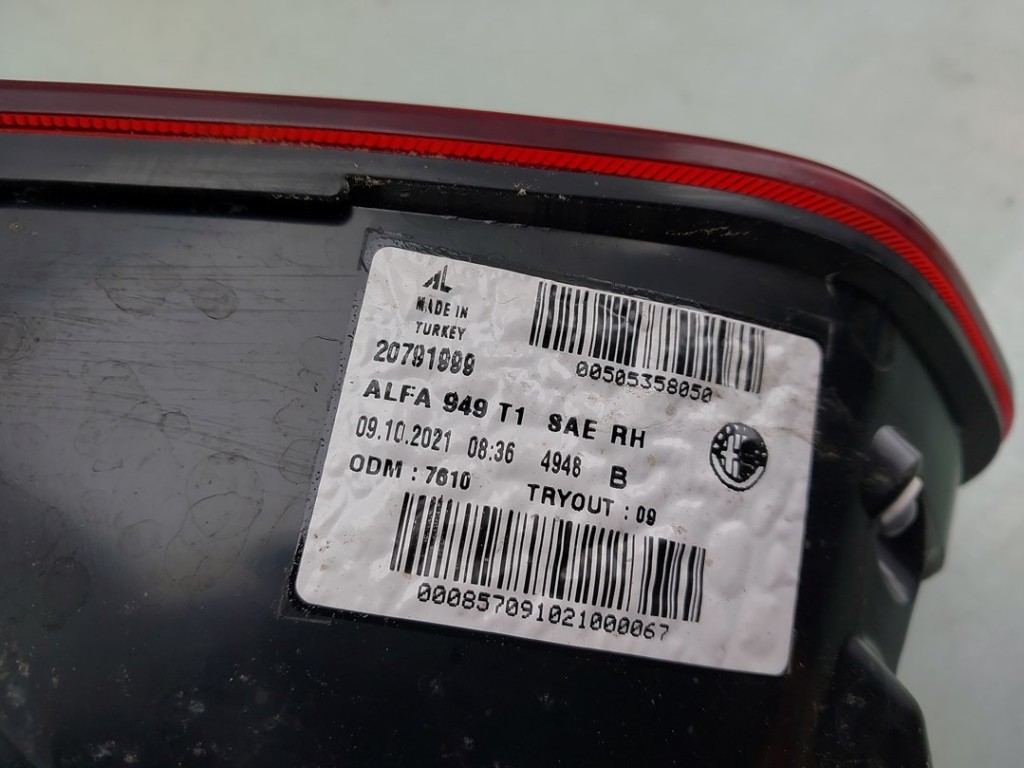 AL
MADE IN
TURKEY
20791999
00505358050
ALFA 949 T1 SAE RH
09.10.2021 08:36 4948 B
ODM : 7610 TRYOUT : 09
000857091021000067